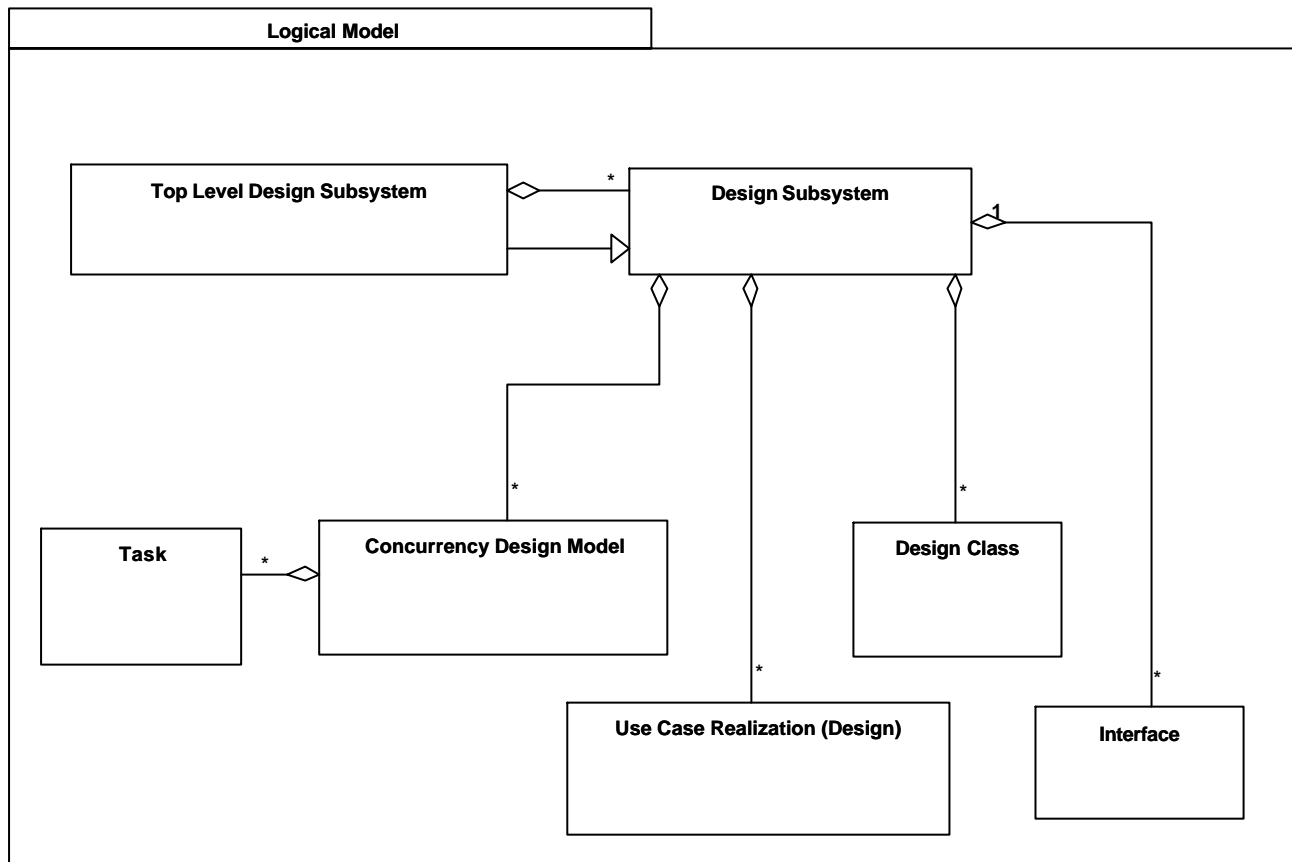 Logical Model
Top Level Design Subsystem
*
Design Subsystem
1
*
*
Task
*
Concurrency Design Model
Design Class
*
*
Use Case Realization (Design)
Interface